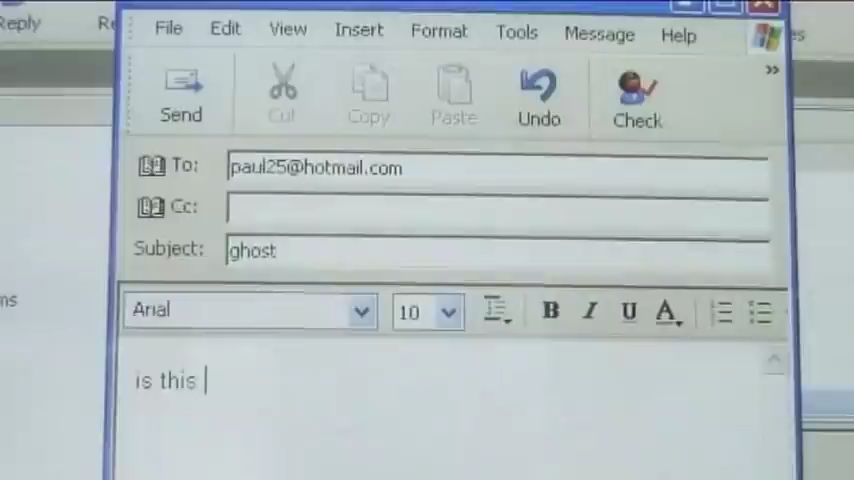 Reply
Re
File Edit View Insert Format Tools Message Help
Send Cut Copy Paste Undo Check
To: paul25@hotmail.com
Cc:
Subject: ghost
Arial 10 B I U A
is this